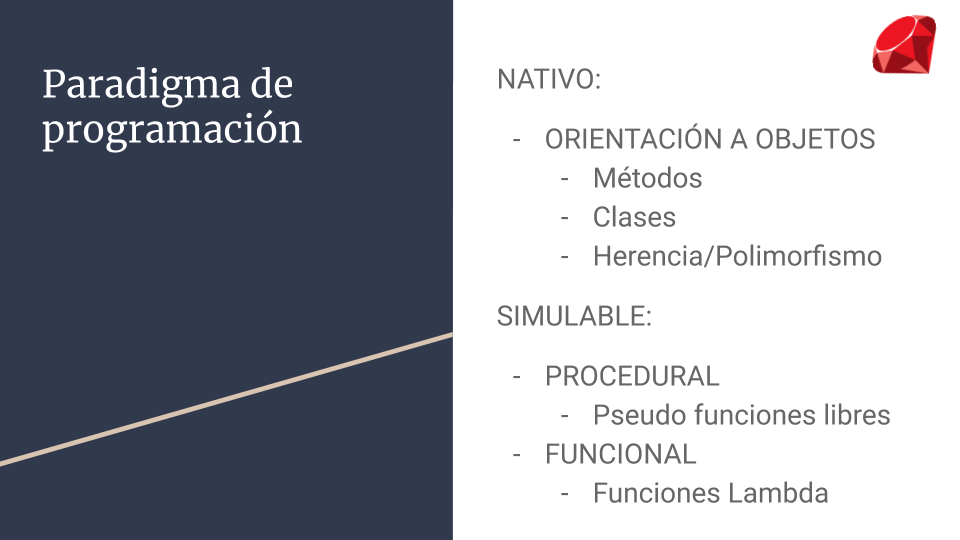 Paradigma de
programación
NATIVO:
- ORIENTACIÓN A OBJETOS
- Métodos
- Clases
- Herencia/Polimorfismo
SIMULABLE:
- PROCEDURAL
- Pseudo funciones libres
- FUNCIONAL
- Funciones Lambda